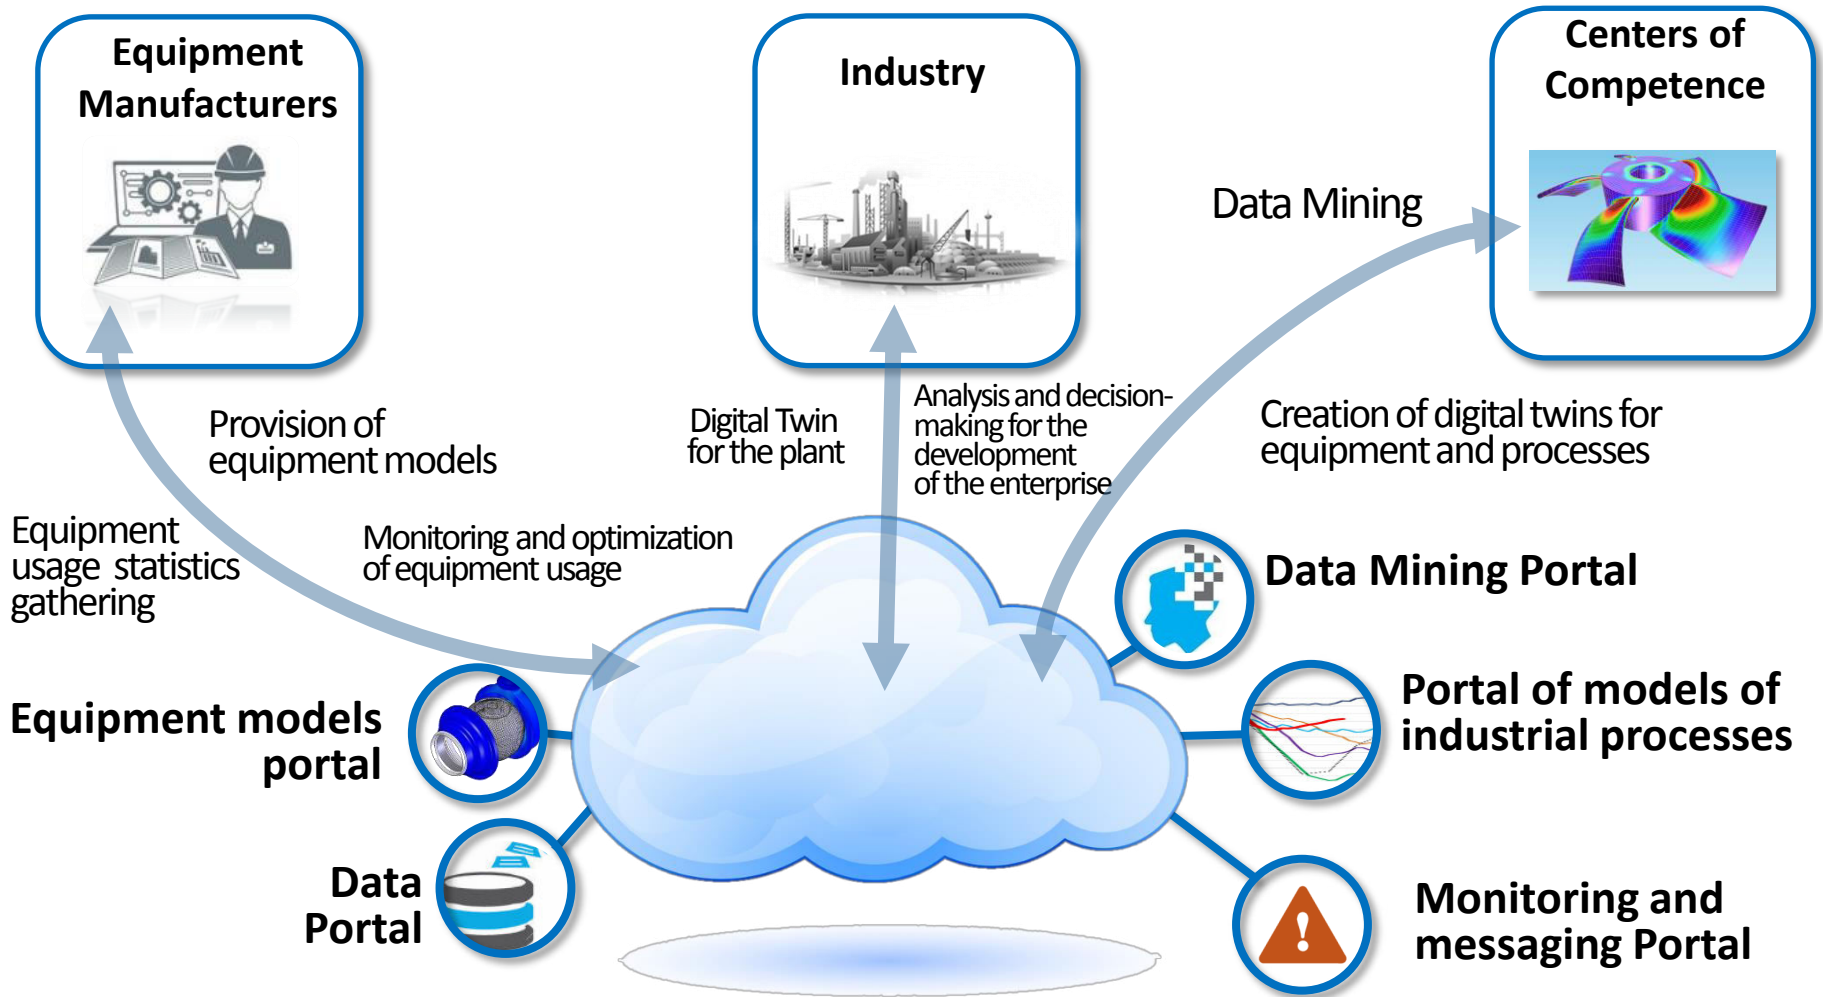 Equipment
Manufacturers
Industry
Centers of
Competence
Data Mining
Provision of
equipment models
Digital Twin
for the plant
Analysis and decision-
making for the
development
of the enterprise
Creation of digital twins for
equipment and processes
Equipment
usage statistics
gathering
Monitoring and optimization
of equipment usage
Data Mining Portal
Equipment models
portal
Portal of models of
industrial processes
Data
Portal
Monitoring and
messaging Portal